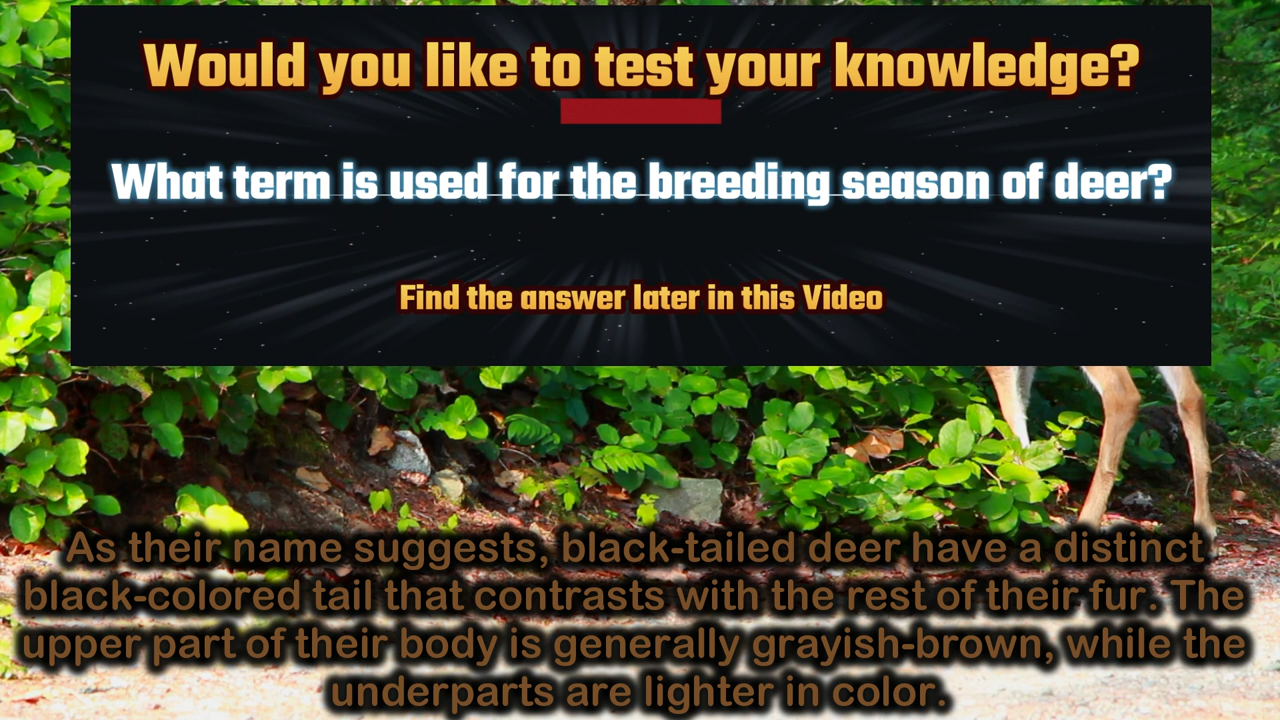 Would you like to test your knowledge?
What term is used for the breeding season of deer?
Find the answer later in this Video
As their name suggests, black-tailed deer have a distinct
black-colored tail that contrasts with the rest of their fur. The
upper part of their body is generally grayish-brown, while the
underparts are lighter in color.